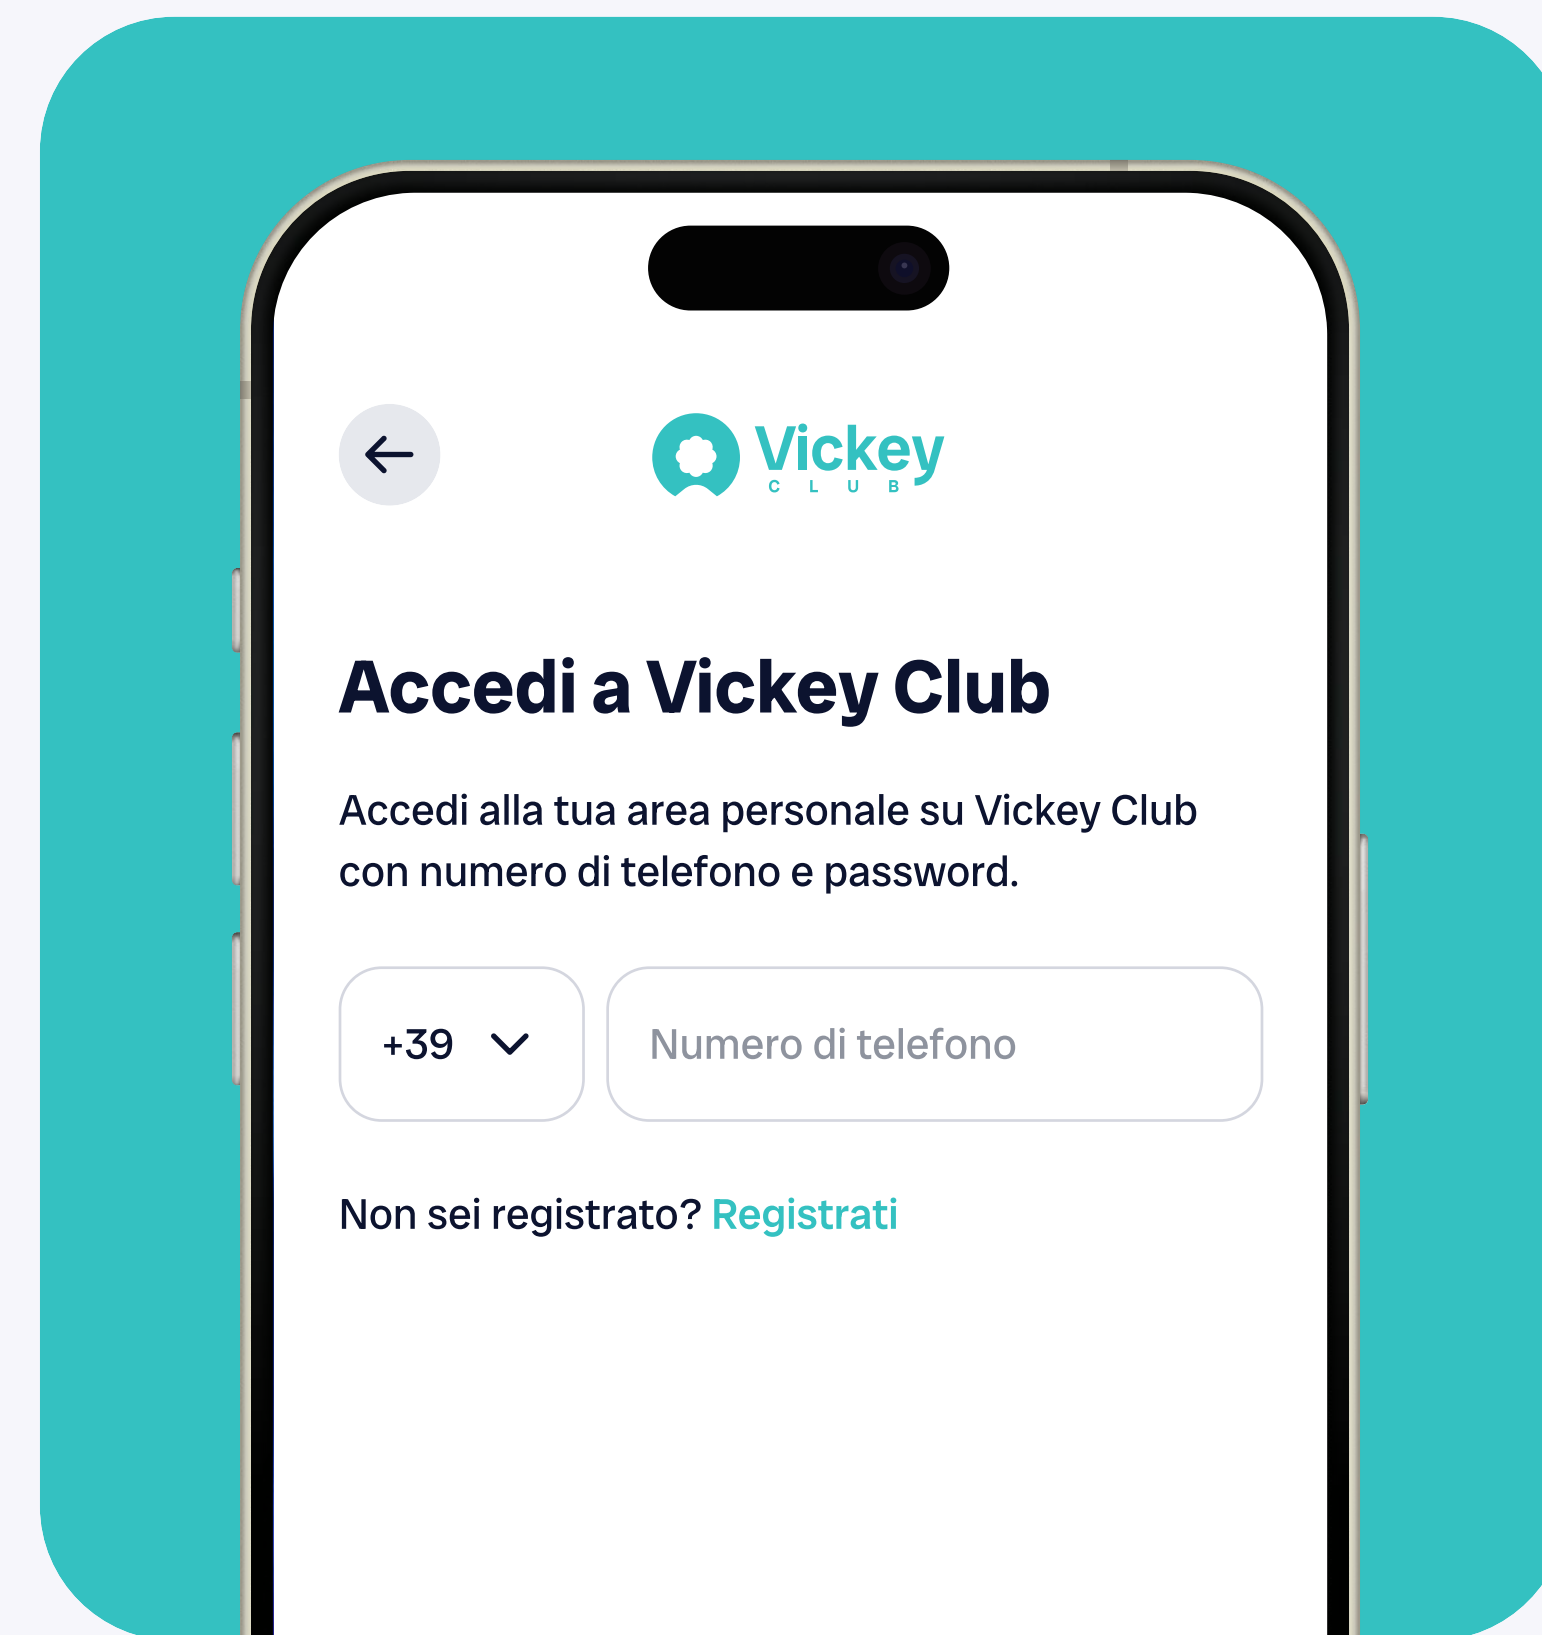 Vickey
CLUB
Accedi a Vickey Club
Accedi alla tua area personale su Vickey Club
con numero di telefono e password.
+39 Numero di telefono
Non sei registrato? Registrati